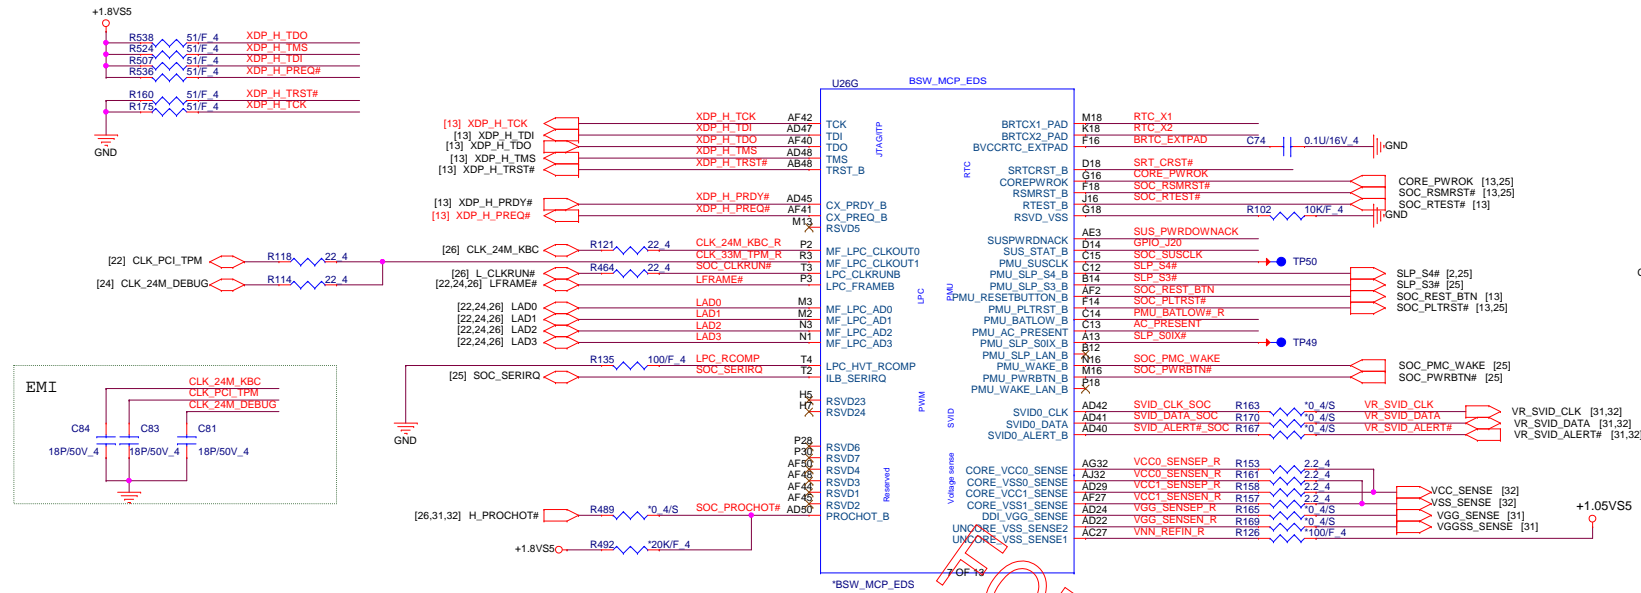 +1.8VS5
R538 51/F_4 XDP_H_TDO
R524 51/F_4 XDP_H_TMS
R507 51/F_4 XDP_H_TDI
R536 51/F_4 XDP_H_PREQ#
R160 51/F_4 XDP_H_TRST#
R175 51/F_4 XDP_H_TCK
GND
U26G BSW_MCP_EDS
[13] XDP_H_TCK XDP_H_TCK AF42 TCK
[13] XDP_H_TDI XDP_H_TDI AD47 TDI
[13] XDP_H_TDO XDP_H_TDO AF40 TDO
[13] XDP_H_TMS XDP_H_TMS AD48 TMS
[13] XDP_H_TRST# XDP_H_TRST# AB48 TRST_B
JTAG/ITP
[13] XDP_H_PRDY# XDP_H_PRDY# AD45 CX_PRDY_B
[13] XDP_H_PREQ# XDP_H_PREQ# AF41 CX_PREQ_B
M13 RSVD5
[26] CLK_24M_KBC R121 22_4 CLK_24M_KBC_R P2 MF_LPC_CLKOUT0
[22] CLK_PCI_TPM R118 22_4 CLK_33M_TPM_R R3 MF_LPC_CLKOUT1
[26] L_CLKRUN# R464 22_4 SOC_CLKRUN# T3 LPC_CLKRUNB
[24] CLK_24M_DEBUG R114 22_4
[22,24,26] LFRAME# LFRAME# P3 LPC_FRAMEB
LPC
[22,24,26] LAD0 LAD0 M3 MF_LPC_AD0
[22,24,26] LAD1 LAD1 M2 MF_LPC_AD1
[22,24,26] LAD2 LAD2 N3 MF_LPC_AD2
[22,24,26] LAD3 LAD3 N1 MF_LPC_AD3
R135 100/F_4 LPC_RCOMP T4 LPC_HVT_RCOMP
[25] SOC_SERIRQ SOC_SERIRQ T2 ILB_SERIRQ
GND
H5 RSVD23
H7 RSVD24
PWM
P28 RSVD6
P30 RSVD7
AF50 RSVD4
AF48 RSVD3
AF44 RSVD1
AF45 RSVD2
Reserved
[26,31,32] H_PROCHOT# R489 *0_4/S SOC_PROCHOT# AD50 PROCHOT_B
+1.8VS5 R492 *20K/F_4
EMI
CLK_24M_KBC
CLK_PCI_TPM
CLK_24M_DEBUG
C84 C83 C81
18P/50V_4 18P/50V_4 18P/50V_4
RTC
BRTCX1_PAD M18 RTC_X1
BRTCX2_PAD K18 RTC_X2
BVCCRTC_EXTPAD F16 BRTC_EXTPAD C74 0.1U/16V_4 GND
SRTCRST_B D18 SRT_CRST#
COREPWROK G16 CORE_PWROK CORE_PWROK [13,25]
RSMRST_B F18 SOC_RSMRST# SOC_RSMRST# [13,25]
RTEST_B J16 SOC_RTEST# SOC_RTEST# [13]
RSVD_VSS G18 R102 10K/F_4 GND
PMU
SUSPWRDNACK AE3 SUS_PWRDOWNACK
SUS_STAT_B D14 GPIO_J20
PMU_SUSCLK C15 SOC_SUSCLK TP50
PMU_SLP_S4_B C12 SLP_S4# SLP_S4# [2,25]
PMU_SLP_S3_B B14 SLP_S3# SLP_S3# [25]
PMU_RESETBUTTON_B AF2 SOC_REST_BTN SOC_REST_BTN [13]
PMU_PLTRST_B F14 SOC_PLTRST# SOC_PLTRST# [13,25]
PMU_BATLOW_B C14 PMU_BATLOW#_R
PMU_AC_PRESENT C13 AC_PRESENT
PMU_SLP_S0IX_B A13 SLP_S0IX# TP49
PMU_SLP_LAN_B B12
PMU_WAKE_B N16 SOC_PMC_WAKE SOC_PMC_WAKE [25]
PMU_PWRBTN_B M16 SOC_PWRBTN# SOC_PWRBTN# [25]
PMU_WAKE_LAN_B P18
SVID
SVID0_CLK AD42 SVID_CLK_SOC R163 *0_4/S VR_SVID_CLK VR_SVID_CLK [31,32]
SVID0_DATA AD41 SVID_DATA_SOC R170 *0_4/S VR_SVID_DATA VR_SVID_DATA [31,32]
SVID0_ALERT_B AD40 SVID_ALERT#_SOC R167 *0_4/S VR_SVID_ALERT# VR_SVID_ALERT# [31,32]
Voltage sense
CORE_VCC0_SENSE AG32 VCC0_SENSEP_R R153 2.2_4
CORE_VSS0_SENSE AJ32 VCC0_SENSEN_R R161 2.2_4
CORE_VCC1_SENSE AD29 VCC1_SENSEP_R R158 2.2_4 VCC_SENSE [32]
CORE_VSS1_SENSE AF27 VCC1_SENSEN_R R157 2.2_4 VSS_SENSE [32]
DDI_VGG_SENSE AD24 VGG_SENSEP_R R165 *0_4/S VGG_SENSE [31]
UNCORE_VSS_SENSE2 AD22 VGG_SENSEN_R R169 *0_4/S VGGSS_SENSE [31]
UNCORE_VSS_SENSE1 AC27 VNN_REFIN_R R126 *100/F_4
+1.05VS5
7 OF 13
*BSW_MCP_EDS